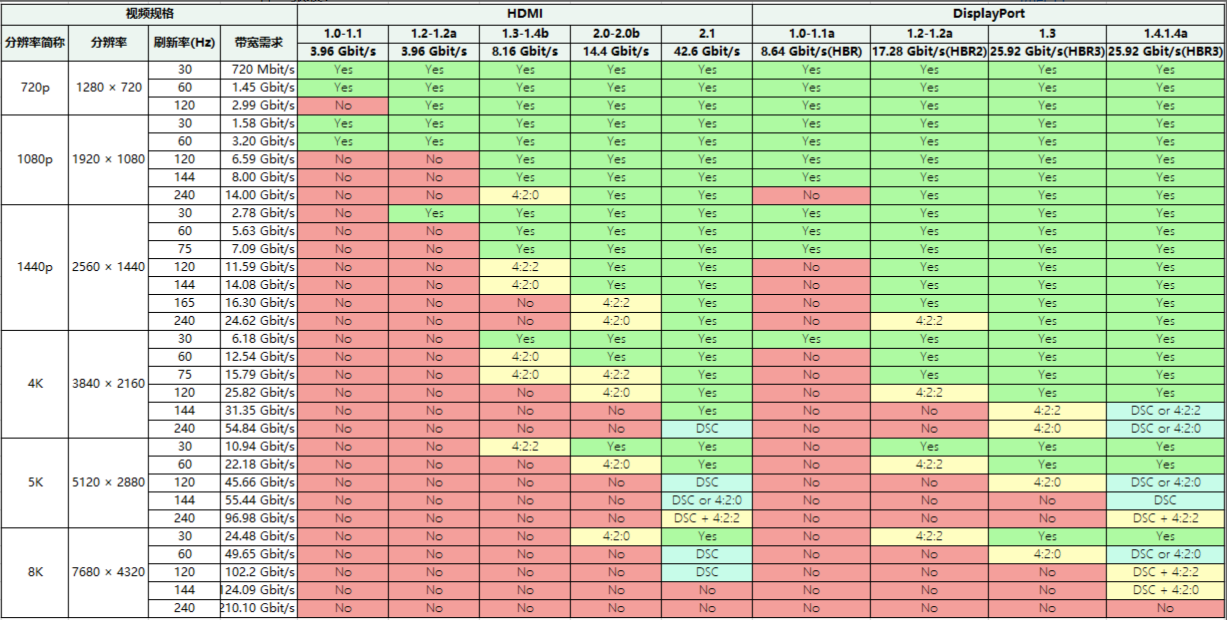 视频规格 HDMI DisplayPort
分辨率简称 分辨率 刷新率(Hz) 带宽需求 1.0-1.1 1.2-1.2a 1.3-1.4b 2.0-2.0b 2.1 1.0-1.1a 1.2-1.2a 1.3 1.4.1.4a
3.96 Gbit/s 3.96 Gbit/s 8.16 Gbit/s 14.4 Gbit/s 42.6 Gbit/s 8.64 Gbit/s(HBR) 17.28 Gbit/s(HBR2) 25.92 Gbit/s(HBR3) 25.92 Gbit/s(HBR3)
720p 1280 × 720
30 720 Mbit/s Yes Yes Yes Yes Yes Yes Yes Yes Yes
60 1.45 Gbit/s Yes Yes Yes Yes Yes Yes Yes Yes Yes
120 2.99 Gbit/s No Yes Yes Yes Yes Yes Yes Yes Yes
1080p 1920 × 1080
30 1.58 Gbit/s Yes Yes Yes Yes Yes Yes Yes Yes Yes
60 3.20 Gbit/s Yes Yes Yes Yes Yes Yes Yes Yes Yes
120 6.59 Gbit/s No No Yes Yes Yes Yes Yes Yes Yes
144 8.00 Gbit/s No No Yes Yes Yes Yes Yes Yes Yes
240 14.00 Gbit/s No No 4:2:0 Yes Yes No Yes Yes Yes
1440p 2560 × 1440
30 2.78 Gbit/s No Yes Yes Yes Yes Yes Yes Yes Yes
60 5.63 Gbit/s No No Yes Yes Yes Yes Yes Yes Yes
75 7.09 Gbit/s No No Yes Yes Yes Yes Yes Yes Yes
120 11.59 Gbit/s No No 4:2:2 Yes Yes No Yes Yes Yes
144 14.08 Gbit/s No No 4:2:0 Yes Yes No Yes Yes Yes
165 16.30 Gbit/s No No No 4:2:2 Yes No Yes Yes Yes
240 24.62 Gbit/s No No No 4:2:0 Yes No 4:2:2 Yes Yes
4K 3840 × 2160
30 6.18 Gbit/s No No Yes Yes Yes Yes Yes Yes Yes
60 12.54 Gbit/s No No 4:2:0 Yes Yes No Yes Yes Yes
75 15.79 Gbit/s No No 4:2:0 4:2:2 Yes No Yes Yes Yes
120 25.82 Gbit/s No No No 4:2:0 Yes No 4:2:2 Yes Yes
144 31.35 Gbit/s No No No No Yes No No 4:2:2 DSC or 4:2:2
240 54.84 Gbit/s No No No No DSC No No 4:2:0 DSC or 4:2:0
5K 5120 × 2880
30 10.94 Gbit/s No No 4:2:2 Yes Yes No Yes Yes Yes
60 22.18 Gbit/s No No No 4:2:0 Yes No 4:2:2 Yes Yes
120 45.66 Gbit/s No No No No DSC No No 4:2:0 DSC or 4:2:0
144 55.44 Gbit/s No No No No DSC or 4:2:0 No No No DSC
240 96.98 Gbit/s No No No No DSC + 4:2:2 No No No DSC + 4:2:2
8K 7680 × 4320
30 24.48 Gbit/s No No No 4:2:0 Yes No 4:2:2 Yes Yes
60 49.65 Gbit/s No No No No DSC No No 4:2:0 DSC or 4:2:0
120 102.2 Gbit/s No No No No DSC No No No DSC + 4:2:2
144 124.09 Gbit/s No No No No No No No No DSC + 4:2:0
240 210.10 Gbit/s No No No No No No No No No